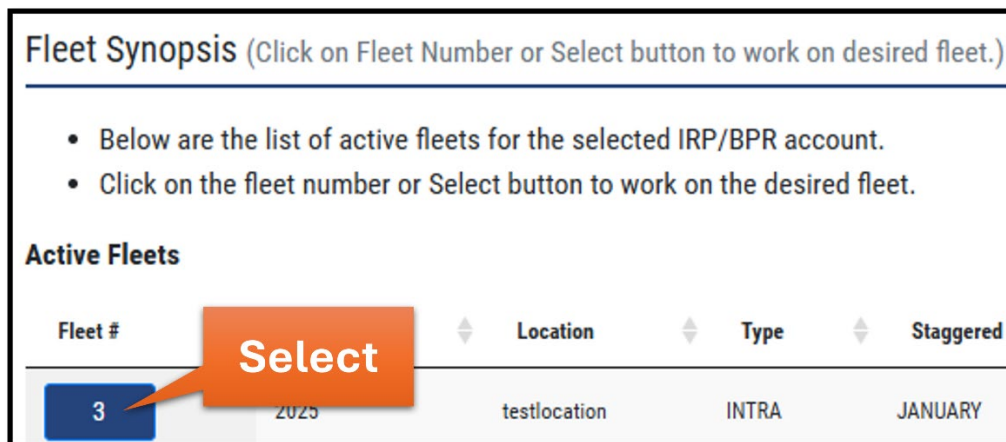 Fleet Synopsis (Click on Fleet Number or Select button to work on desired fleet.)
• Below are the list of active fleets for the selected IRP/BPR account.
• Click on the fleet number or Select button to work on the desired fleet.
Active Fleets
Fleet # Location Type Staggered
Select
3 2025 testlocation INTRA JANUARY